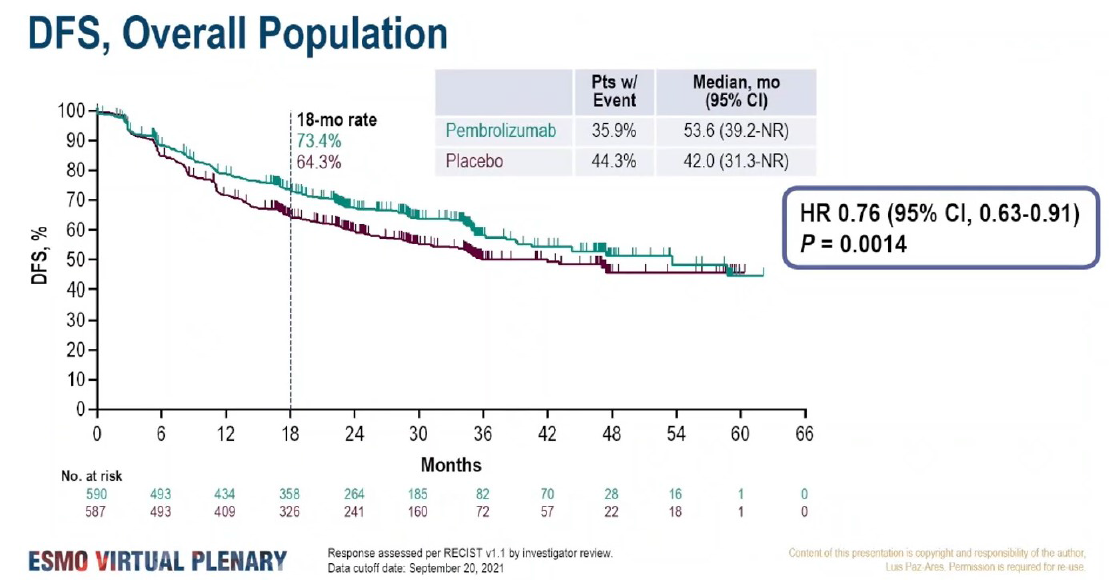 DFS, Overall Population
Pts w/ Event
Median, mo (95% CI)
Pembrolizumab 35.9% 53.6 (39.2-NR)
Placebo 44.3% 42.0 (31.3-NR)
18-mo rate
73.4%
64.3%
HR 0.76 (95% CI, 0.63-0.91)
P = 0.0014
DFS, %
100
90
80
70
60
50
40
30
20
10
0
0 6 12 18 24 30 36 42 48 54 60 66
Months
No. at risk
590 493 434 358 264 185 82 70 28 16 1 0
587 493 409 326 241 160 72 57 22 18 1 0
ESMO VIRTUAL PLENARY
Response assessed per RECIST v1.1 by investigator review.
Data cutoff date: September 20, 2021
Content of this presentation is copyright and responsibility of the author,
Luis Paz-Ares. Permission is required for re-use.